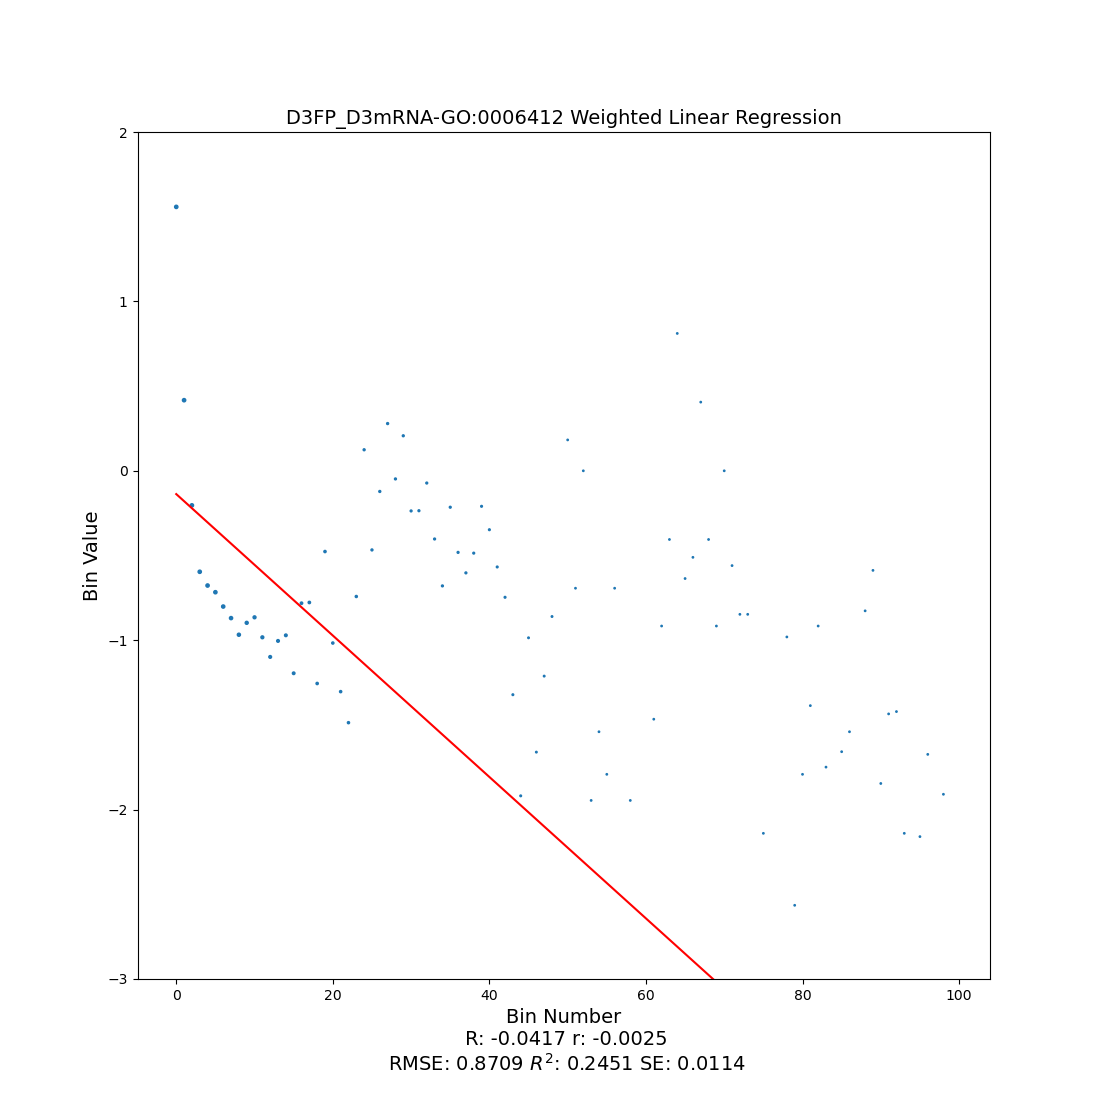 D3FP_D3mRNA-GO:0006412 Weighted Linear Regression
2
1
0
−1
−2
−3
Bin Value
0 20 40 60 80 100
Bin Number
R: -0.0417 r: -0.0025
RMSE: 0.8709 R²: 0.2451 SE: 0.0114